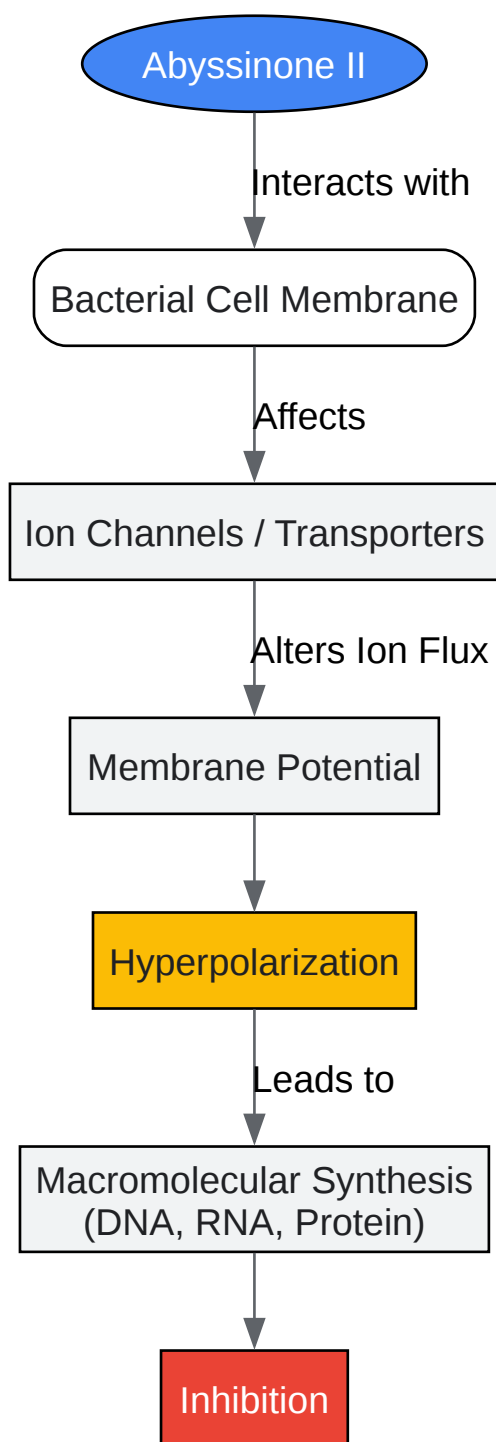 Abyssinone II
Interacts with
Bacterial Cell Membrane
Affects
Ion Channels / Transporters
Alters Ion Flux
Membrane Potential
Hyperpolarization
Leads to
Macromolecular Synthesis
(DNA, RNA, Protein)
Inhibition